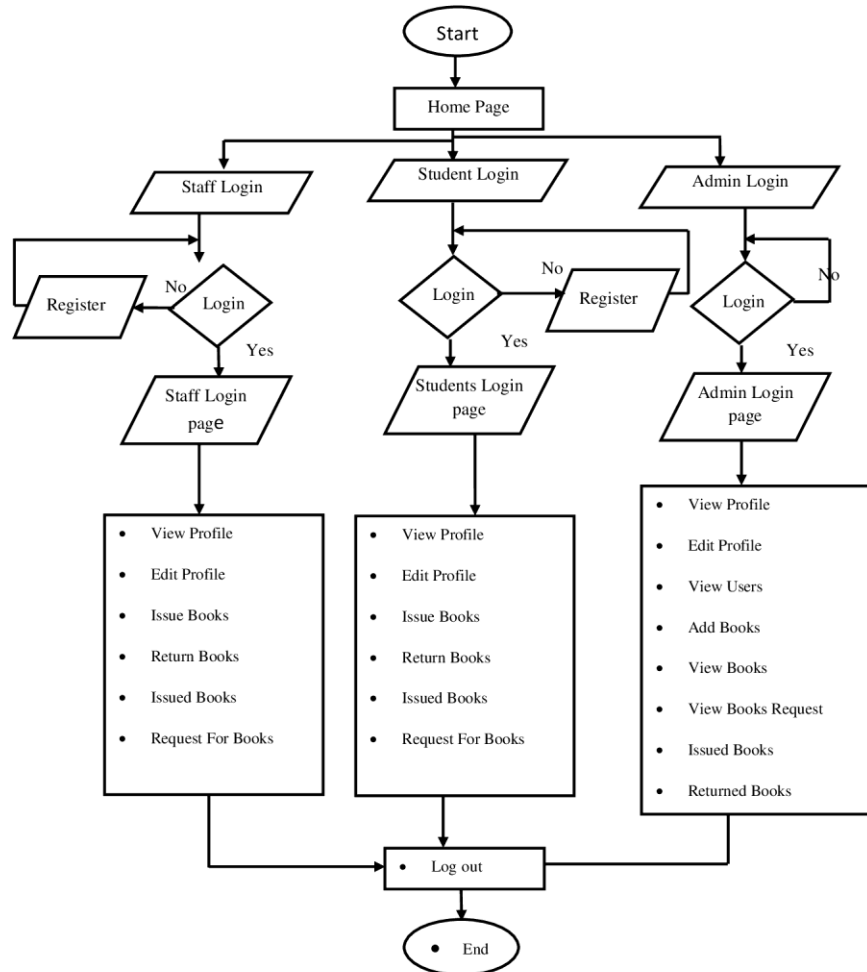 Start
Home Page
Staff Login
Student Login
Admin Login
No
Register
Login
Yes
Login
No
Register
Yes
Login
No
Yes
Staff Login
page
Students Login
page
Admin Login
page
• View Profile
• Edit Profile
• Issue Books
• Return Books
• Issued Books
• Request For Books
• View Profile
• Edit Profile
• Issue Books
• Return Books
• Issued Books
• Request For Books
• View Profile
• Edit Profile
• View Users
• Add Books
• View Books
• View Books Request
• Issued Books
• Returned Books
• Log out
• End